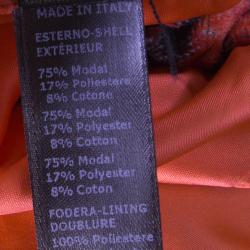 MADE IN ITALY
ESTERNO-SHELL
EXTÉRIEUR
75% Modal
17% Poliestere
8% Cotone
75% Modal
17% Polyester
8% Cotton
75% Modal
17% Polyester
8% Coton
FODERA-LINING
DOUBLURE
100% Poliestere